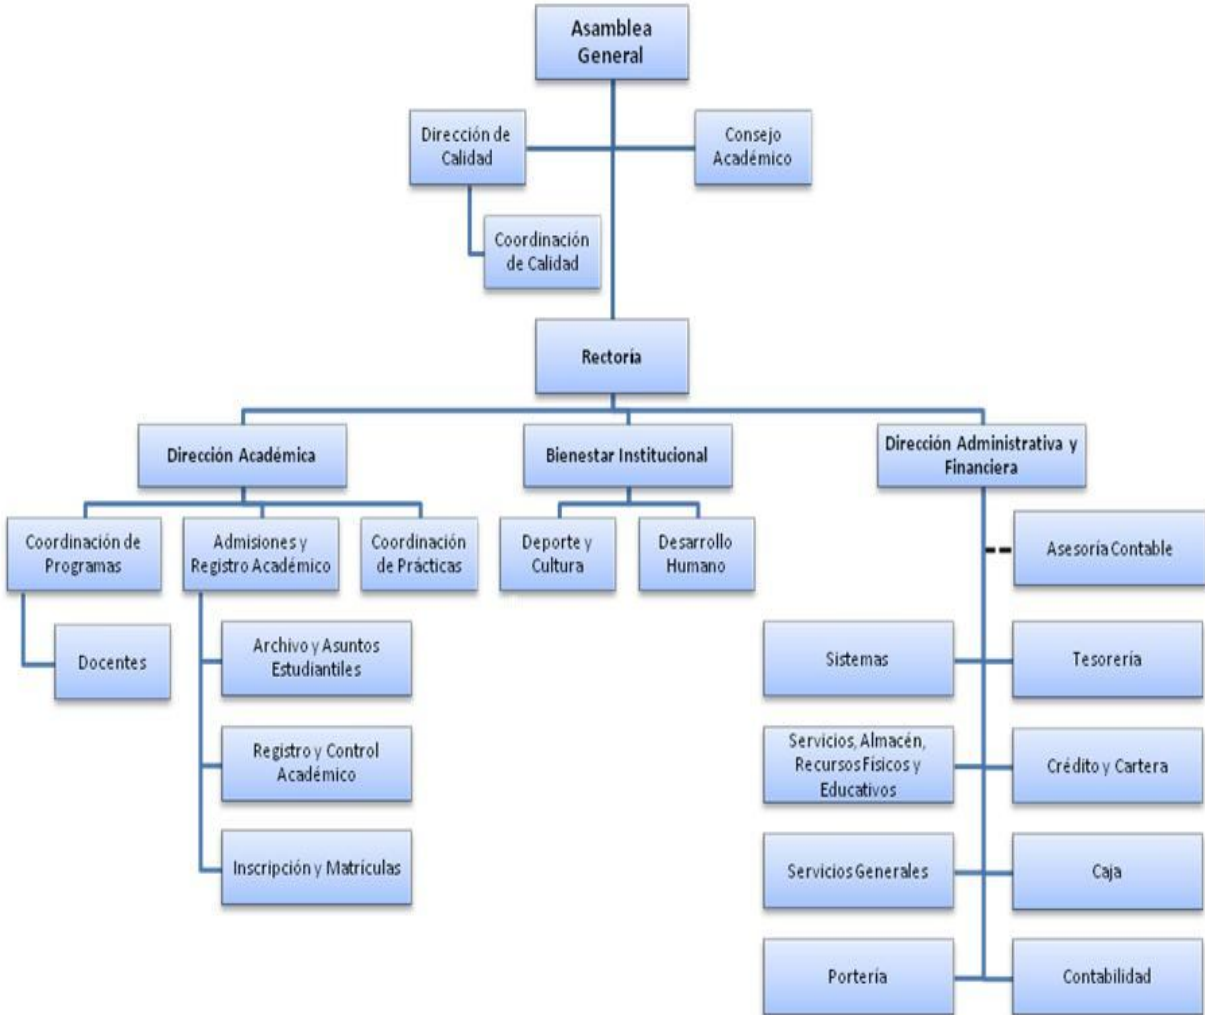 Asamblea
General
Dirección de
Calidad
Consejo
Académico
Coordinación
de Calidad
Rectoría
Dirección Académica
Bienestar Institucional
Dirección Administrativa y
Financiera
Coordinación de
Programas
Admisiones y
Registro Académico
Coordinación
de Prácticas
Deporte y
Cultura
Desarrollo
Humano
Asesoría Contable
Docentes
Archivo y Asuntos
Estudiantiles
Sistemas
Tesorería
Registro y Control
Académico
Servicios, Almacén,
Recursos Físicos y
Educativos
Crédito y Cartera
Inscripción y Matrículas
Servicios Generales
Caja
Portería
Contabilidad